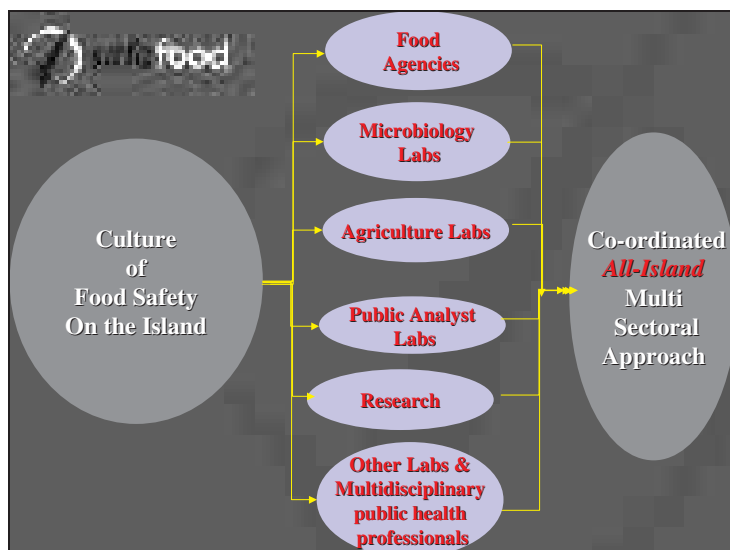 safefood
Culture
of
Food Safety
On the Island
Food
Agencies
Microbiology
Labs
Agriculture Labs
Public Analyst
Labs
Research
Other Labs &
Multidisciplinary
public health
professionals
Co-ordinated
All-Island
Multi
Sectoral
Approach